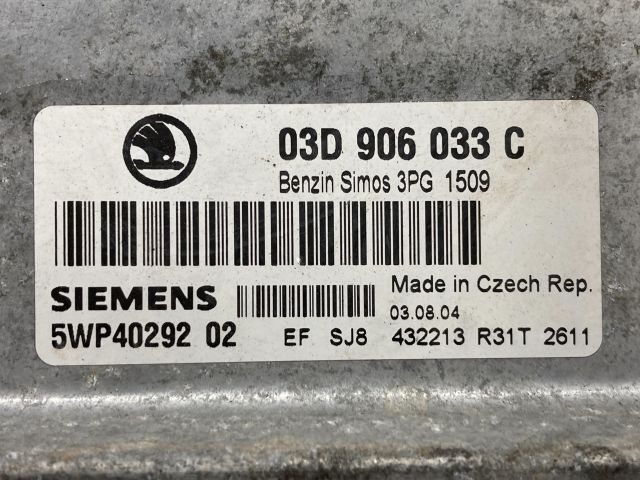 03D 906 033 C
Benzin Simos 3PG 1509
SIEMENS
Made in Czech Rep.
03.08.04
5WP40292 02
EF SJ8 432213 R31T 2611